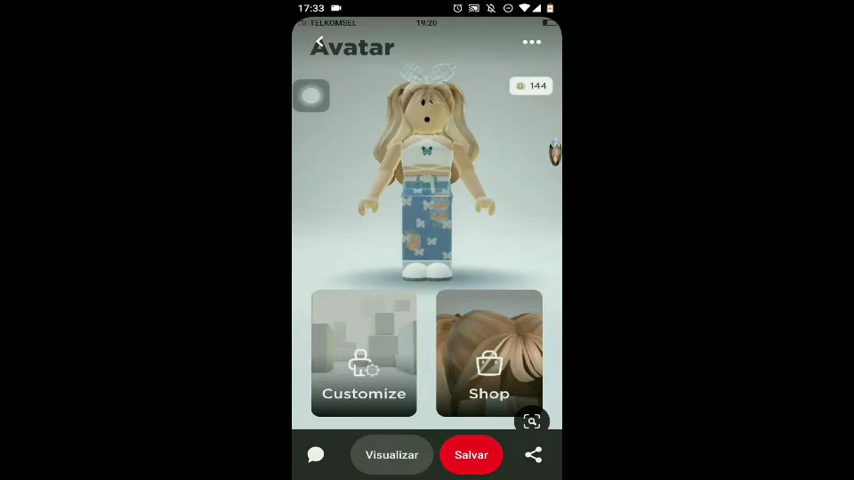 17:33
TELKOMSEL
19:20
Avatar
144
Customize
Shop
Visualizar
Salvar